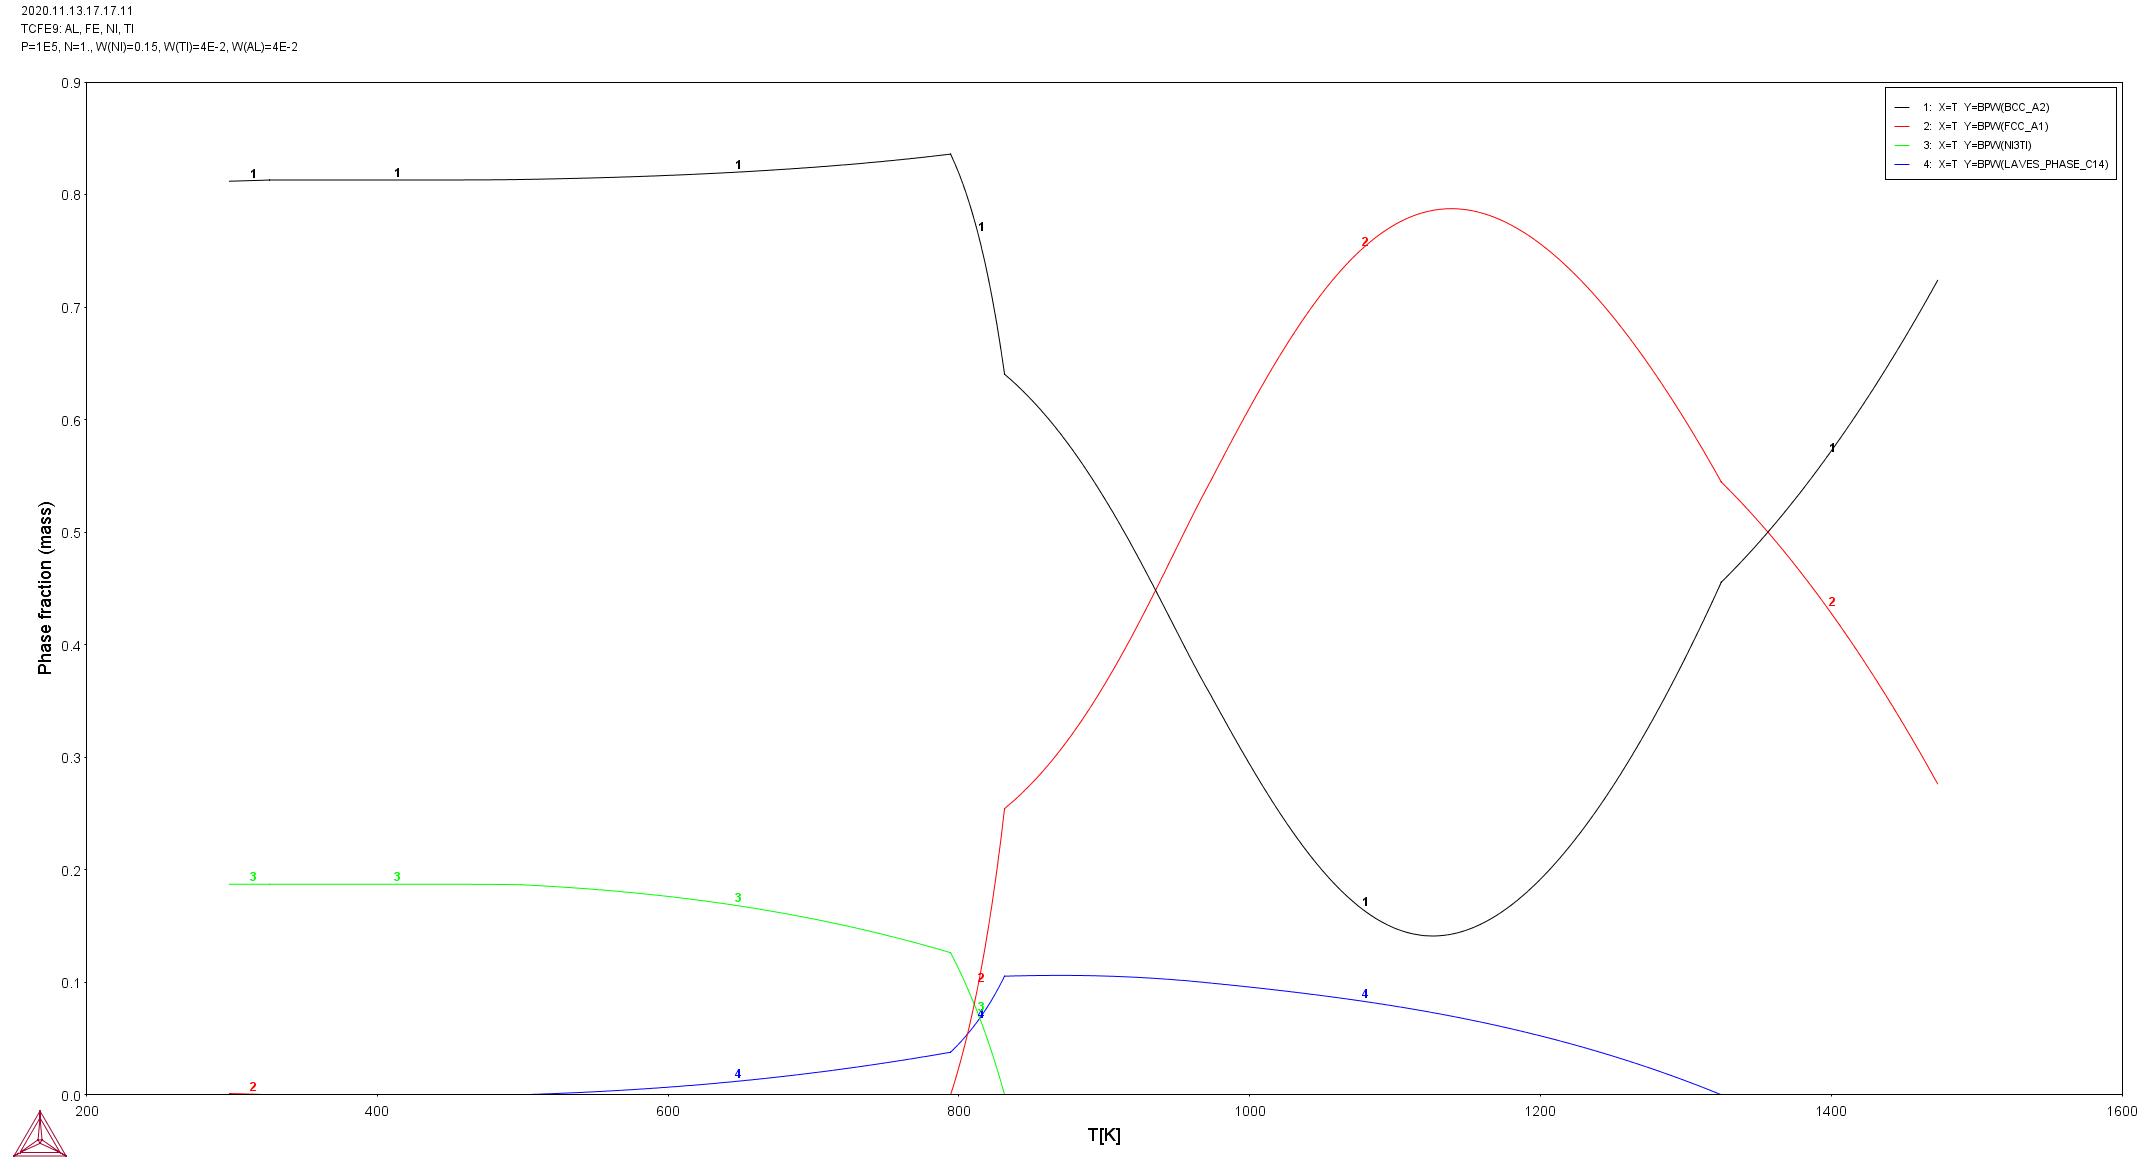 2020.11.13.17.17.11
TCFE9: AL, FE, NI, TI
P=1E5, N=1., W(NI)=0.15, W(TI)=4E-2, W(AL)=4E-2
1: X=T Y=BPW(BCC_A2)
2: X=T Y=BPW(FCC_A1)
3: X=T Y=BPW(NI3TI)
4: X=T Y=BPW(LAVES_PHASE_C14)
0.9
0.8
0.7
0.6
0.5
0.4
0.3
0.2
0.1
0.0
Phase fraction (mass)
1 1 1 1 1 1
2 2 2 2
3 3 3 3
4 4 4
200 400 600 800 1000 1200 1400 1600
T[K]